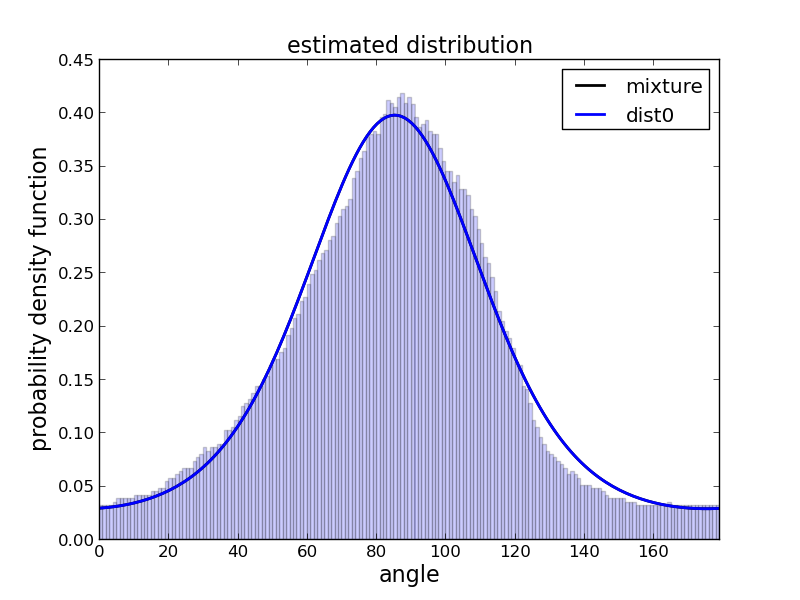 estimated distribution
mixture
dist0
probability density function
0.45
0.40
0.35
0.30
0.25
0.20
0.15
0.10
0.05
0.00
0 20 40 60 80 100 120 140 160
angle